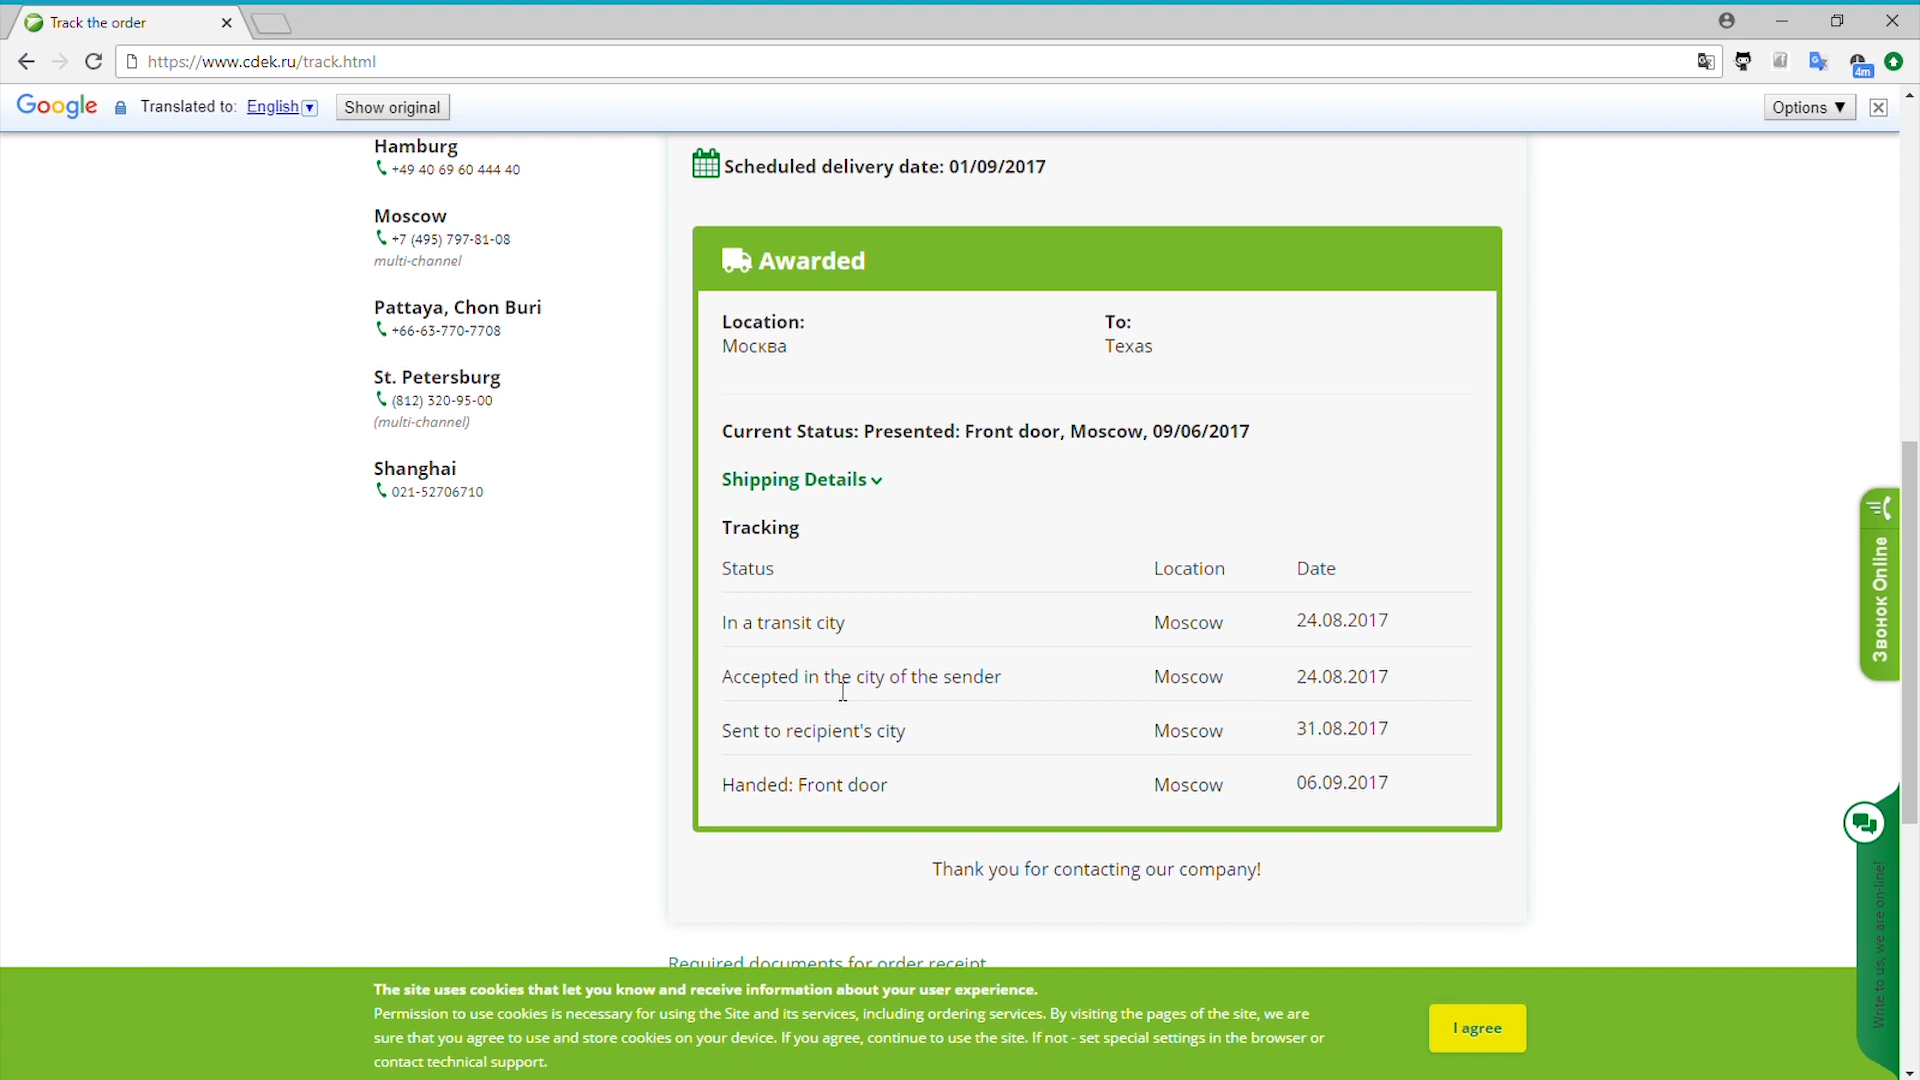 Track the order
https://www.cdek.ru/track.html
4m
Google Translated to: English Show original Options ▼
Hamburg
+49 40 69 60 444 40
Moscow
+7 (495) 797-81-08
multi-channel
Pattaya, Chon Buri
+66-63-770-7708
St. Petersburg
(812) 320-95-00
(multi-channel)
Shanghai
021-52706710
Scheduled delivery date: 01/09/2017
Awarded
Location: To:
Москва Texas
Current Status: Presented: Front door, Moscow, 09/06/2017
Shipping Details
Tracking
Status Location Date
In a transit city Moscow 24.08.2017
Accepted in the city of the sender Moscow 24.08.2017
Sent to recipient's city Moscow 31.08.2017
Handed: Front door Moscow 06.09.2017
Thank you for contacting our company!
Required documents for order receipt
Звонок Online
Write to us, we are on-line!
The site uses cookies that let you know and receive information about your user experience.
Permission to use cookies is necessary for using the Site and its services, including ordering services. By visiting the pages of the site, we are
sure that you agree to use and store cookies on your device. If you agree, continue to use the site. If not - set special settings in the browser or
contact technical support.
I agree